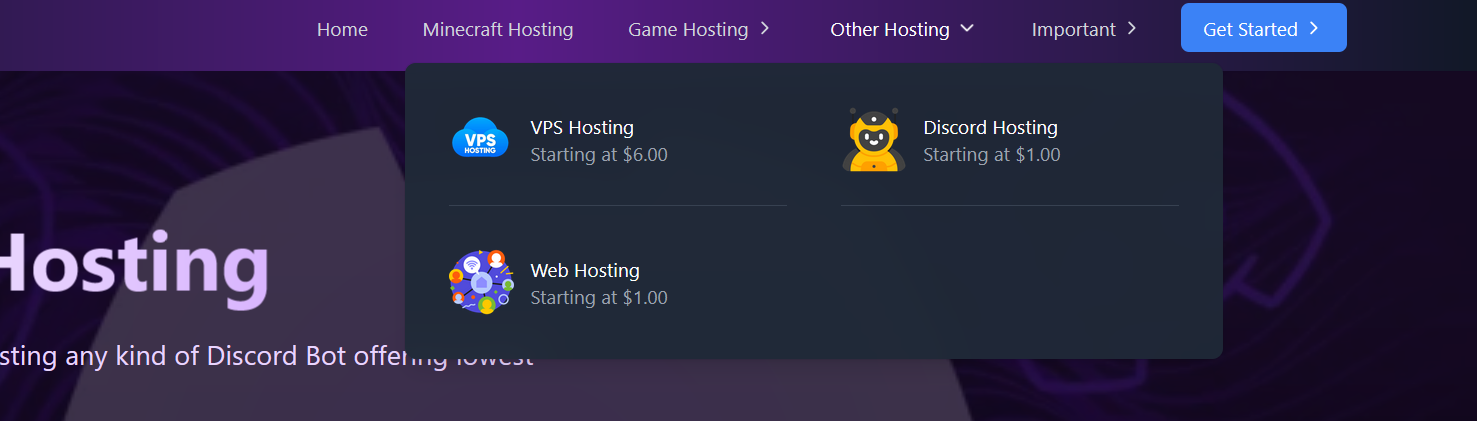 Home Minecraft Hosting Game Hosting Other Hosting Important Get Started
VPS HOSTING
VPS Hosting
Starting at $6.00
Discord Hosting
Starting at $1.00
Web Hosting
Starting at $1.00
Hosting
sting any kind of Discord Bot offering lowest